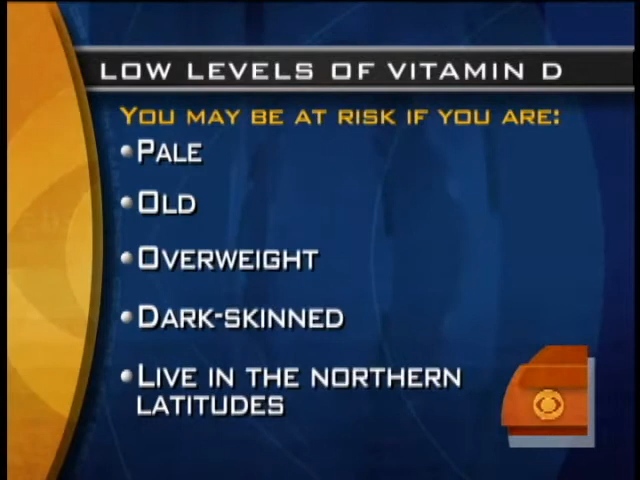 LOW LEVELS OF VITAMIN D
YOU MAY BE AT RISK IF YOU ARE:
•PALE
•OLD
•OVERWEIGHT
•DARK-SKINNED
•LIVE IN THE NORTHERN
LATITUDES